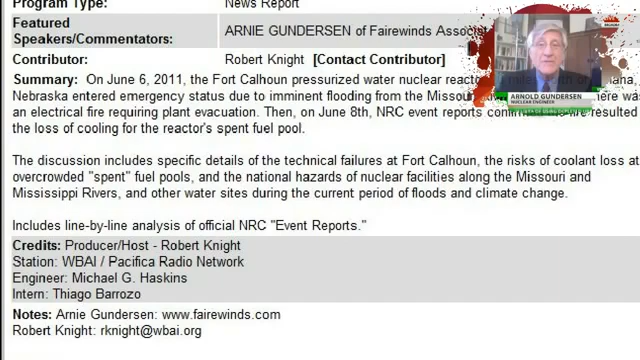 Program Type: News Report
Featured Speakers/Commentators: ARNIE GUNDERSEN of Fairewinds Associat
Contributor: Robert Knight [Contact Contributor]
Summary: On June 6, 2011, the Fort Calhoun pressurized water nuclear reactor
Nebraska entered emergency status due to imminent flooding from the Missouri was
an electrical fire requiring plant evacuation. Then, on June 8th, NRC event reports resulted
the loss of cooling for the reactor's spent fuel pool.
The discussion includes specific details of the technical failures at Fort Calhoun, the risks of coolant loss at
overcrowded "spent" fuel pools, and the national hazards of nuclear facilities along the Missouri and
Mississippi Rivers, and other water sites during the current period of floods and climate change.
Includes line-by-line analysis of official NRC "Event Reports."
Credits: Producer/Host - Robert Knight
Station: WBAI / Pacifica Radio Network
Engineer: Michael G. Haskins
Intern: Thiago Barrozo
Notes: Arnie Gundersen: www.fairewinds.com
Robert Knight: rknight@wbai.org
ARNOLD GUNDERSEN
NUCLEAR ENGINEER